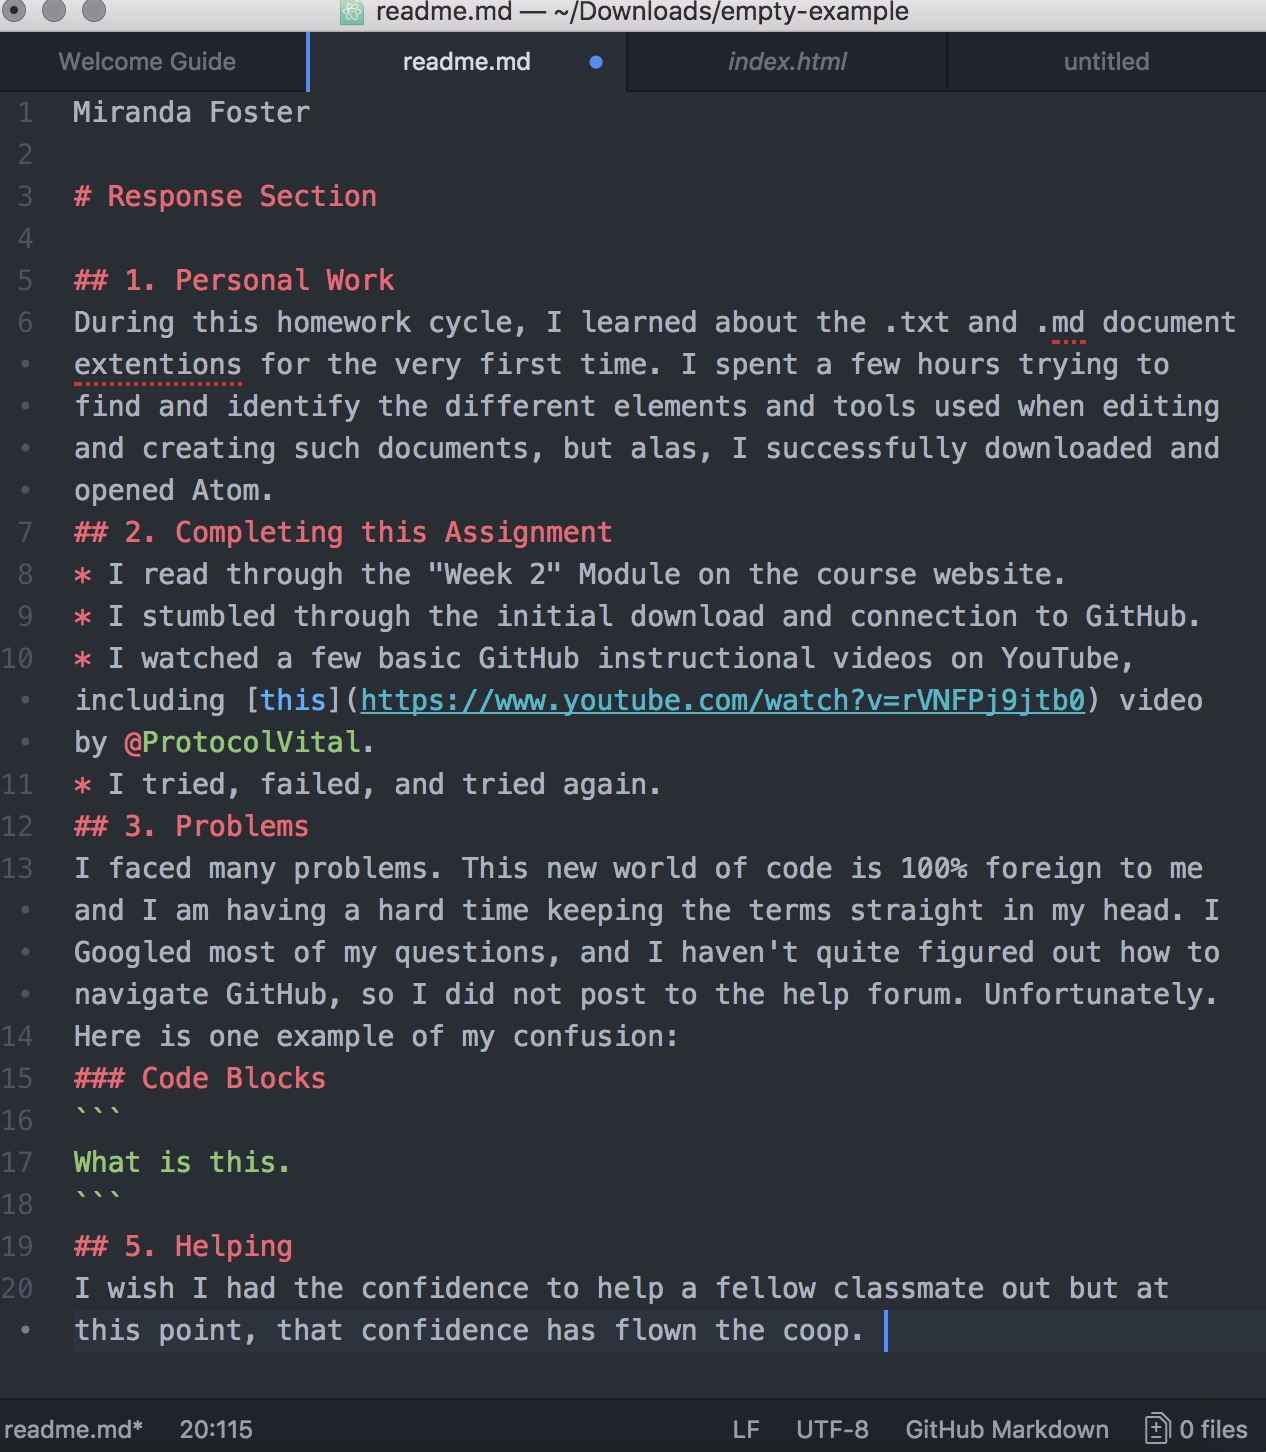 readme.md — ~/Downloads/empty-example
Welcome Guide readme.md index.html untitled
1 Miranda Foster
2
3 # Response Section
4
5 ## 1. Personal Work
6 During this homework cycle, I learned about the .txt and .md document
• extentions for the very first time. I spent a few hours trying to
• find and identify the different elements and tools used when editing
• and creating such documents, but alas, I successfully downloaded and
• opened Atom.
7 ## 2. Completing this Assignment
8 * I read through the "Week 2" Module on the course website.
9 * I stumbled through the initial download and connection to GitHub.
10 * I watched a few basic GitHub instructional videos on YouTube,
• including [this](https://www.youtube.com/watch?v=rVNFPj9jtb0) video
• by @ProtocolVital.
11 * I tried, failed, and tried again.
12 ## 3. Problems
13 I faced many problems. This new world of code is 100% foreign to me
• and I am having a hard time keeping the terms straight in my head. I
• Googled most of my questions, and I haven't quite figured out how to
• navigate GitHub, so I did not post to the help forum. Unfortunately.
14 Here is one example of my confusion:
15 ### Code Blocks
16 ```
17 What is this.
18 ```
19 ## 5. Helping
20 I wish I had the confidence to help a fellow classmate out but at
• this point, that confidence has flown the coop.
readme.md* 20:115 LF UTF-8 GitHub Markdown 0 files